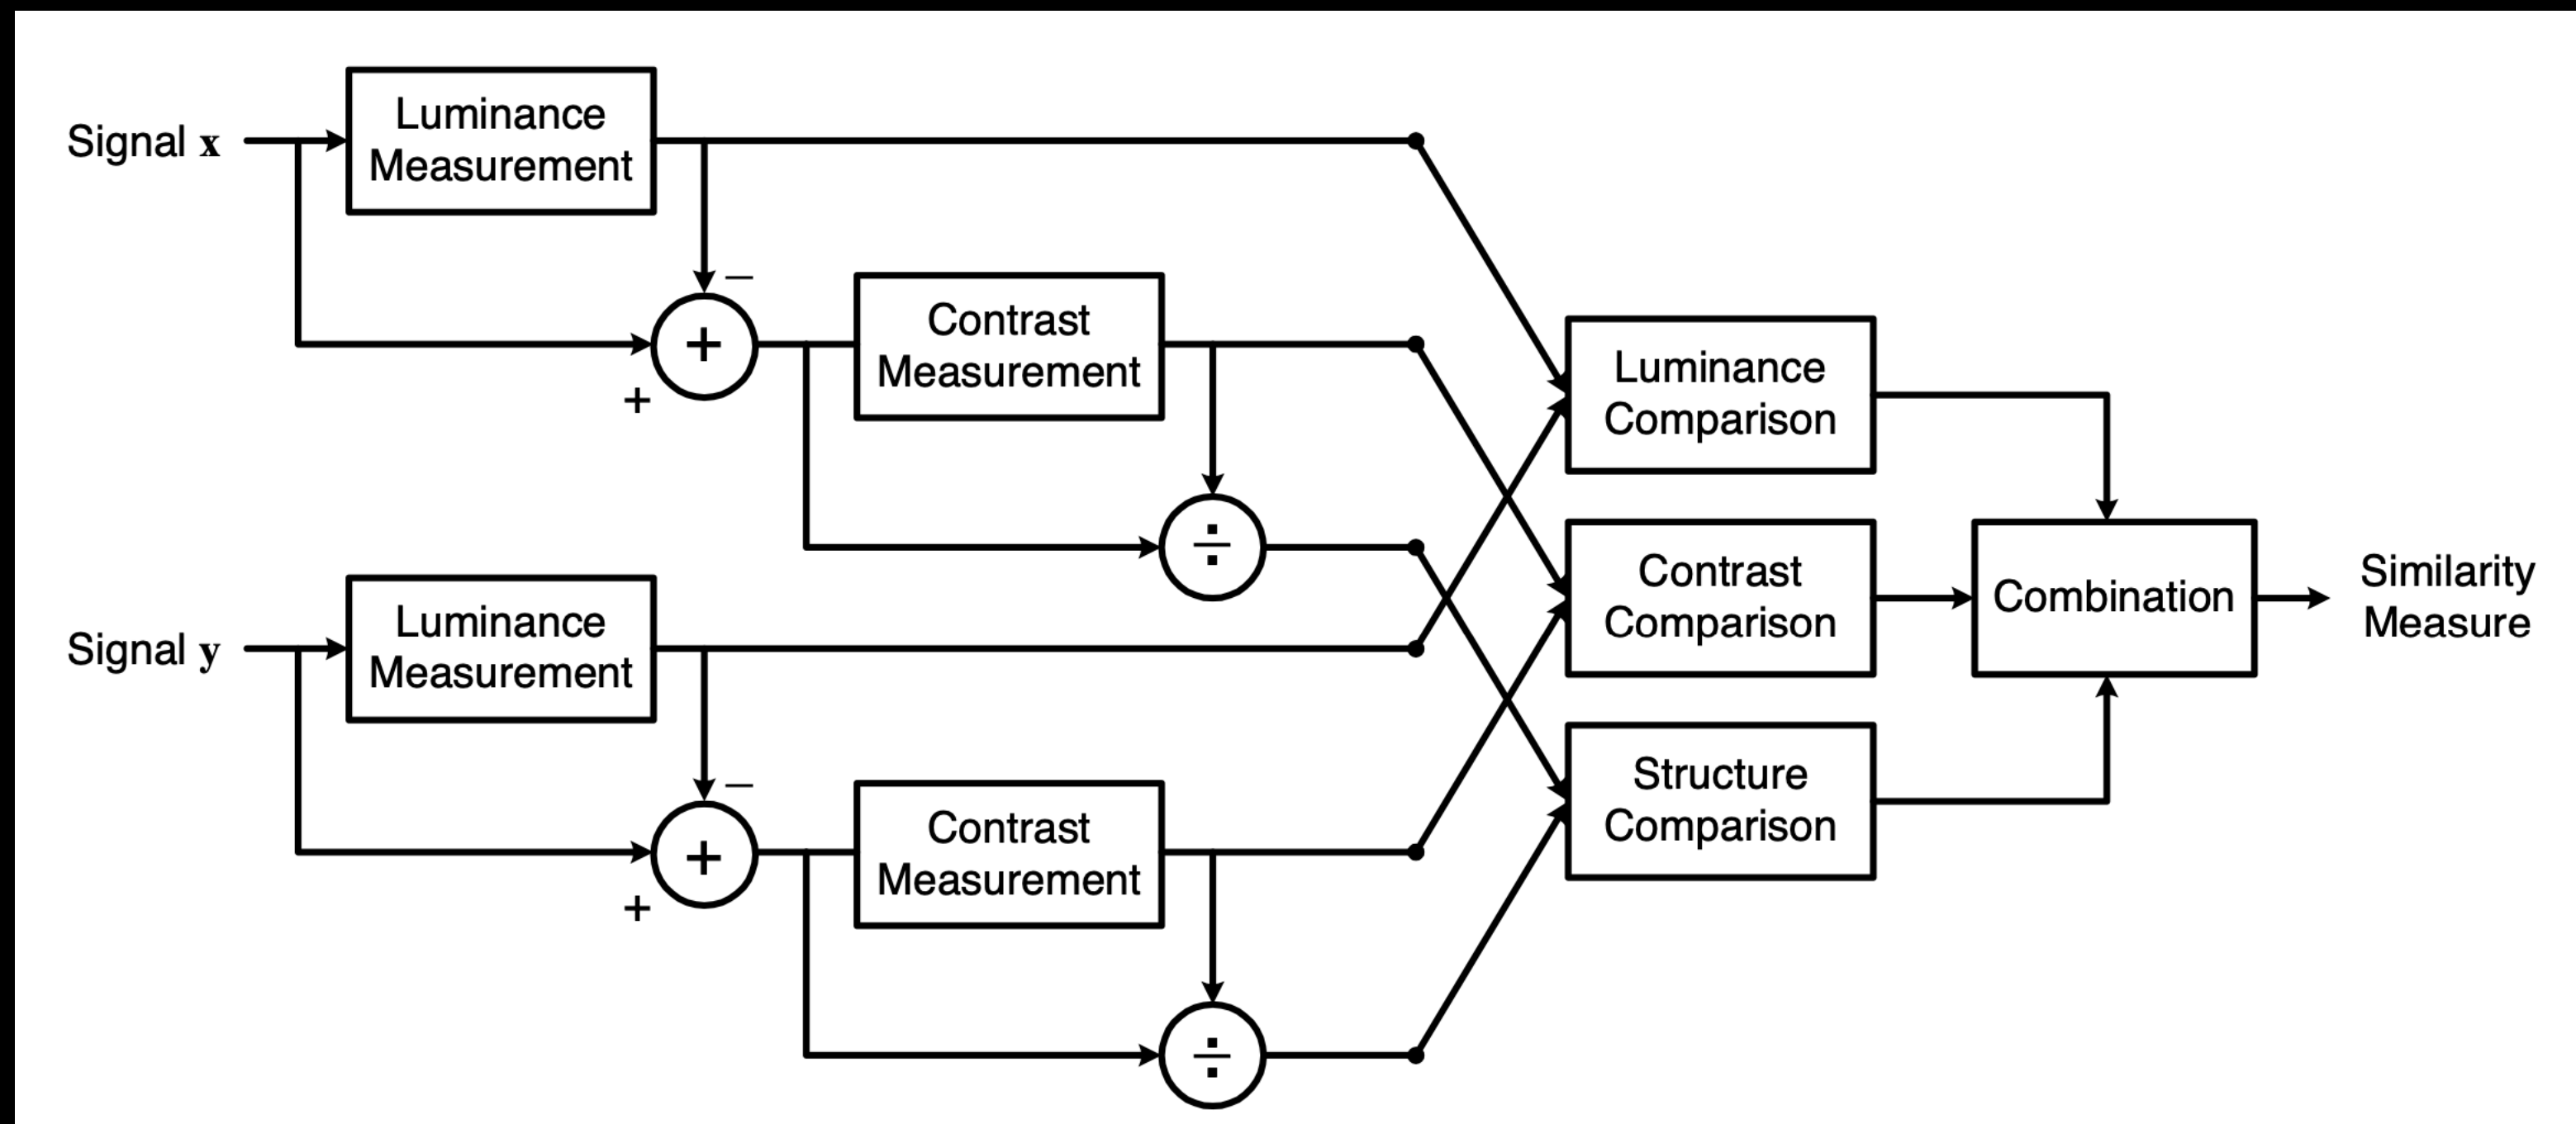 Signal x
Luminance
Measurement
–
+
+
Contrast
Measurement
÷
Signal y
Luminance
Measurement
–
+
+
Contrast
Measurement
÷
Luminance
Comparison
Contrast
Comparison
Structure
Comparison
Combination
Similarity
Measure